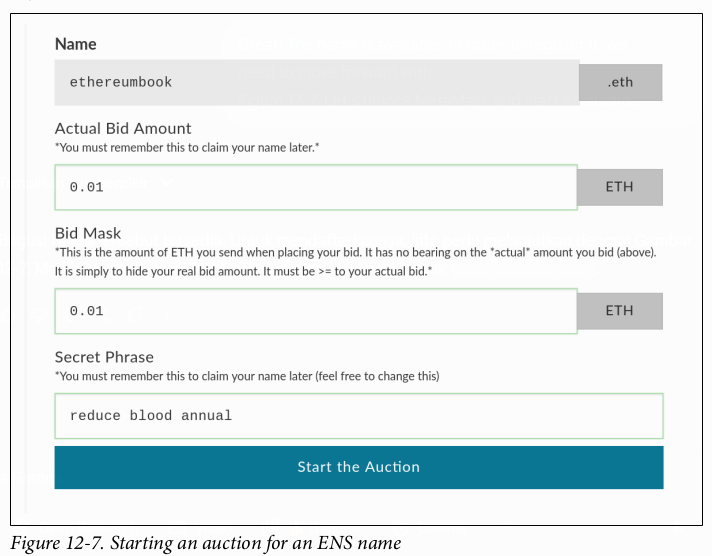 Name
ethereumbook .eth
Actual Bid Amount
*You must remember this to claim your name later.*
0.01 ETH
Bid Mask
*This is the amount of ETH you send when placing your bid. It has no bearing on the *actual* amount you bid (above).
It is simply to hide your real bid amount. It must be >= to your actual bid.*
0.01 ETH
Secret Phrase
*You must remember this to claim your name later (feel free to change this)
reduce blood annual
Start the Auction
Figure 12-7. Starting an auction for an ENS name